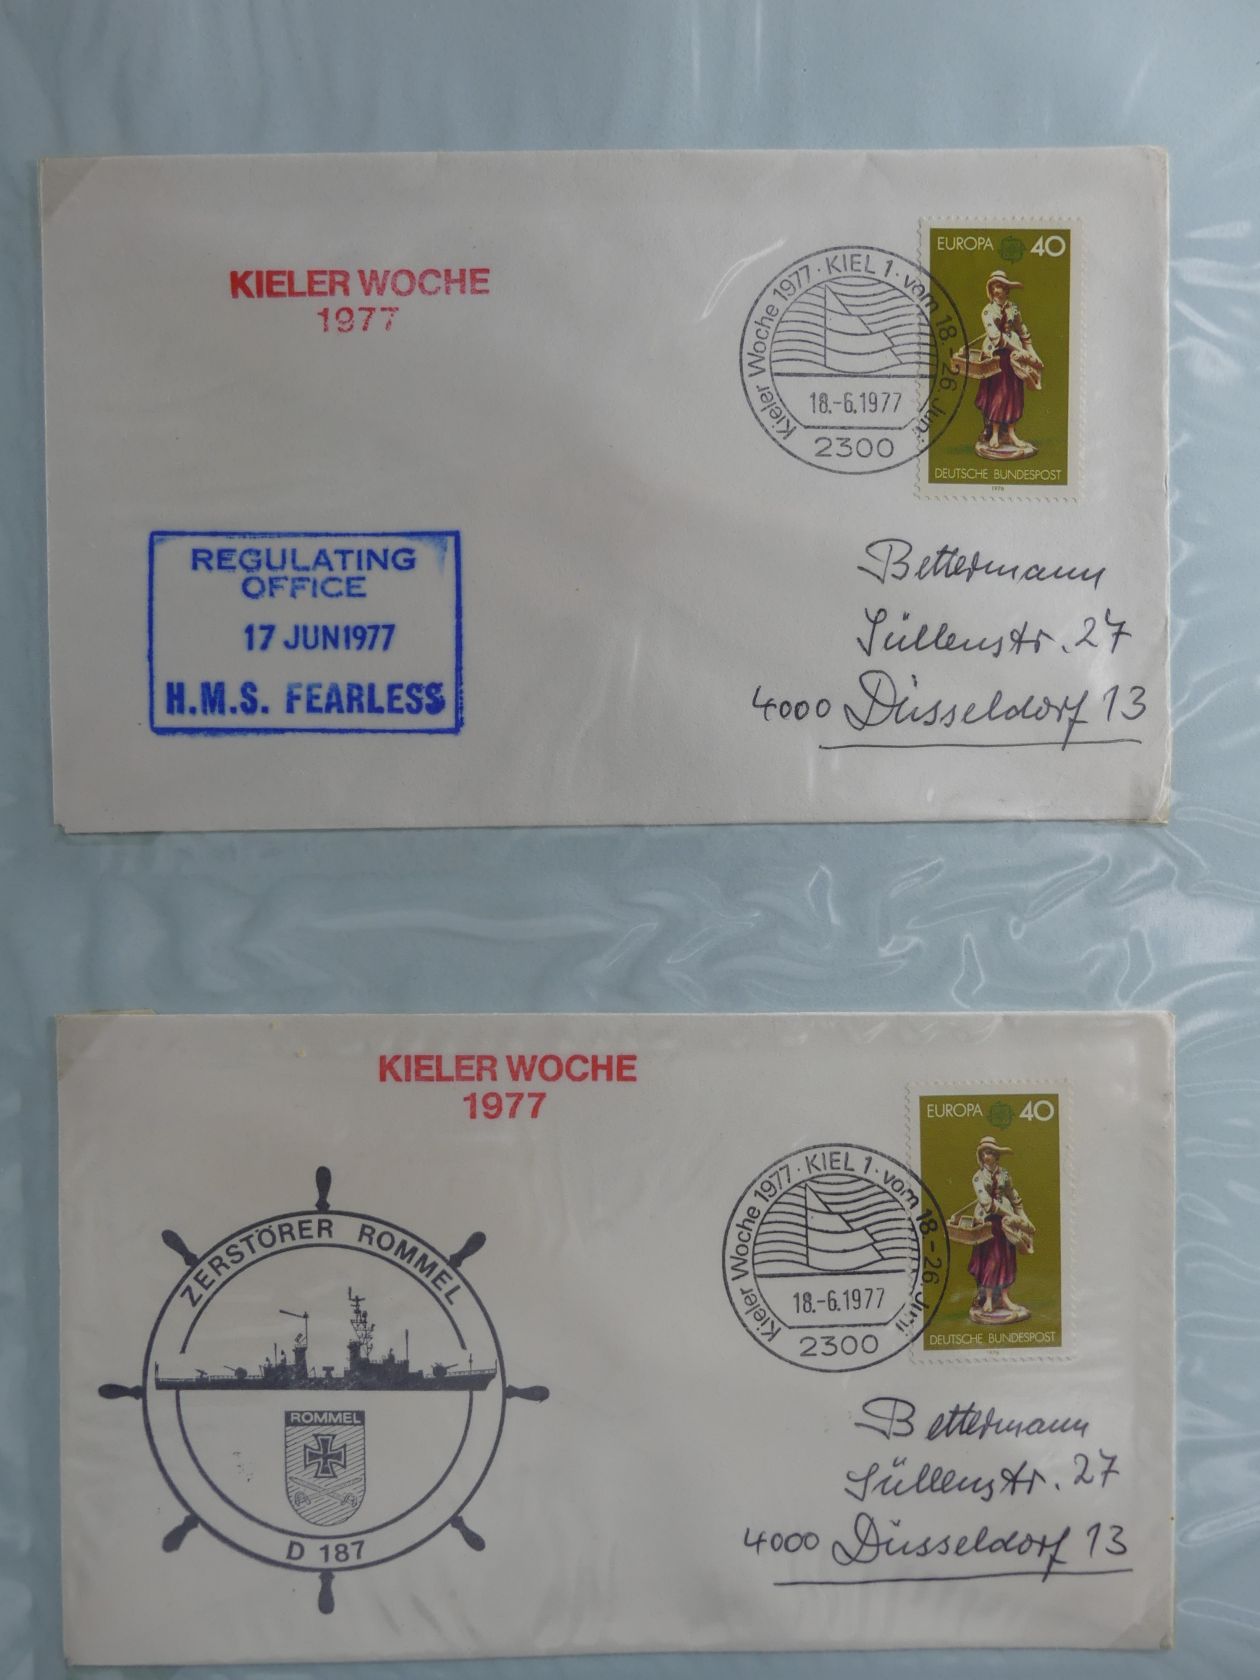 KIELER WOCHE
1977
Kieler Woche 1977 · KIEL 1 · vom 18.-26. Juni
18.-6.1977
2300
EUROPA 40
DEUTSCHE BUNDESPOST
1976
REGULATING
OFFICE
17 JUN1977
H.M.S. FEARLESS
Bettermann
Süllenstr. 27
4000 Düsseldorf 13
KIELER WOCHE
1977
Kieler Woche 1977 · KIEL 1 · vom 18.-26. Juni
18.-6.1977
2300
EUROPA 40
DEUTSCHE BUNDESPOST
1976
ZERSTÖRER ROMMEL
ROMMEL
D 187
Bettermann
Süllenstr. 27
4000 Düsseldorf 13